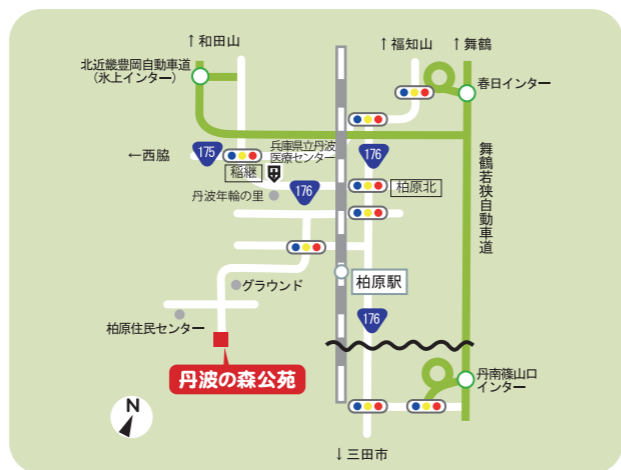 ↑和田山
↑福知山
↑舞鶴
北近畿豊岡自動車道
（氷上インター）
春日インター
←西脇
175
兵庫県立丹波
医療センター
176
稲継
丹波年輪の里
176
柏原北
舞鶴若狭自動車道
グラウンド
柏原駅
柏原住民センター
176
丹波の森公苑
丹南篠山口
インター
N
↓三田市